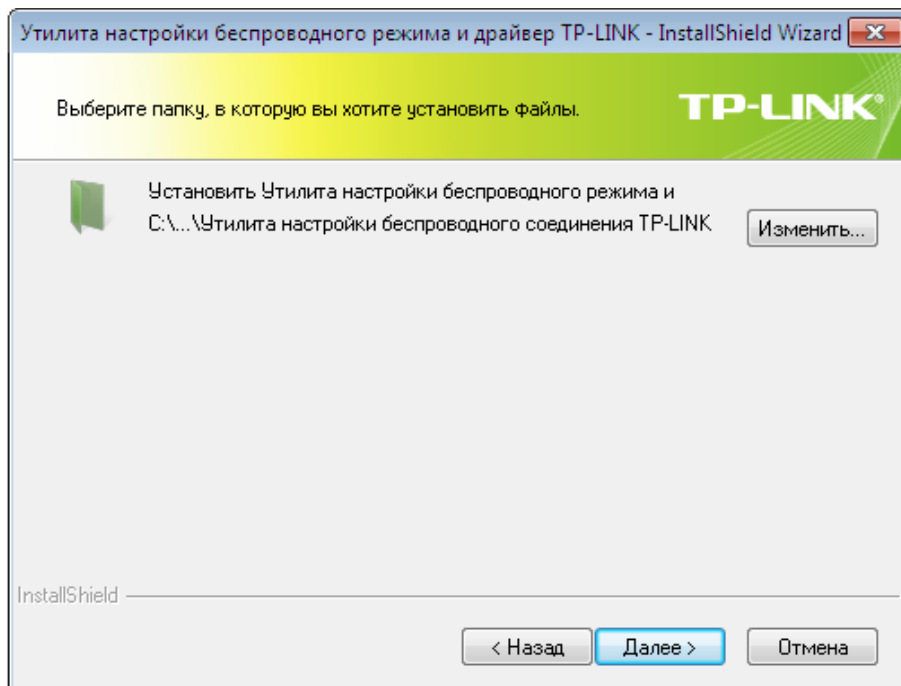 Утилита настройки беспроводного режима и драйвер TP-LINK - InstallShield Wizard
Выберите папку, в которую вы хотите установить файлы.
TP-LINK®
Установить Утилита настройки беспроводного режима и
C:\...\Утилита настройки беспроводного соединения TP-LINK
Изменить...
InstallShield
< Назад
Далее >
Отмена